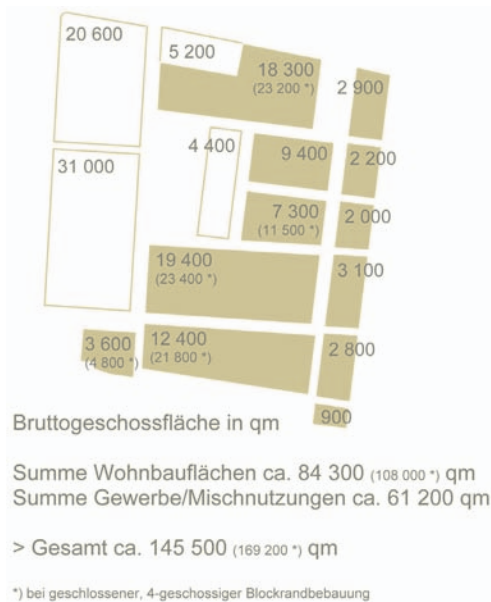 20 600
5 200
18 300
(23 200 *)
2 900
4 400
9 400
2 200
31 000
7 300
(11 500 *)
2 000
19 400
(23 400 *)
3 100
3 600
(4 800 *)
12 400
(21 800 *)
2 800
900
Bruttogeschossfläche in qm
Summe Wohnbauflächen ca. 84 300 (108 000 *) qm
Summe Gewerbe/Mischnutzungen ca. 61 200 qm
> Gesamt ca. 145 500 (169 200 *) qm
*) bei geschlossener, 4-geschossiger Blockrandbebauung